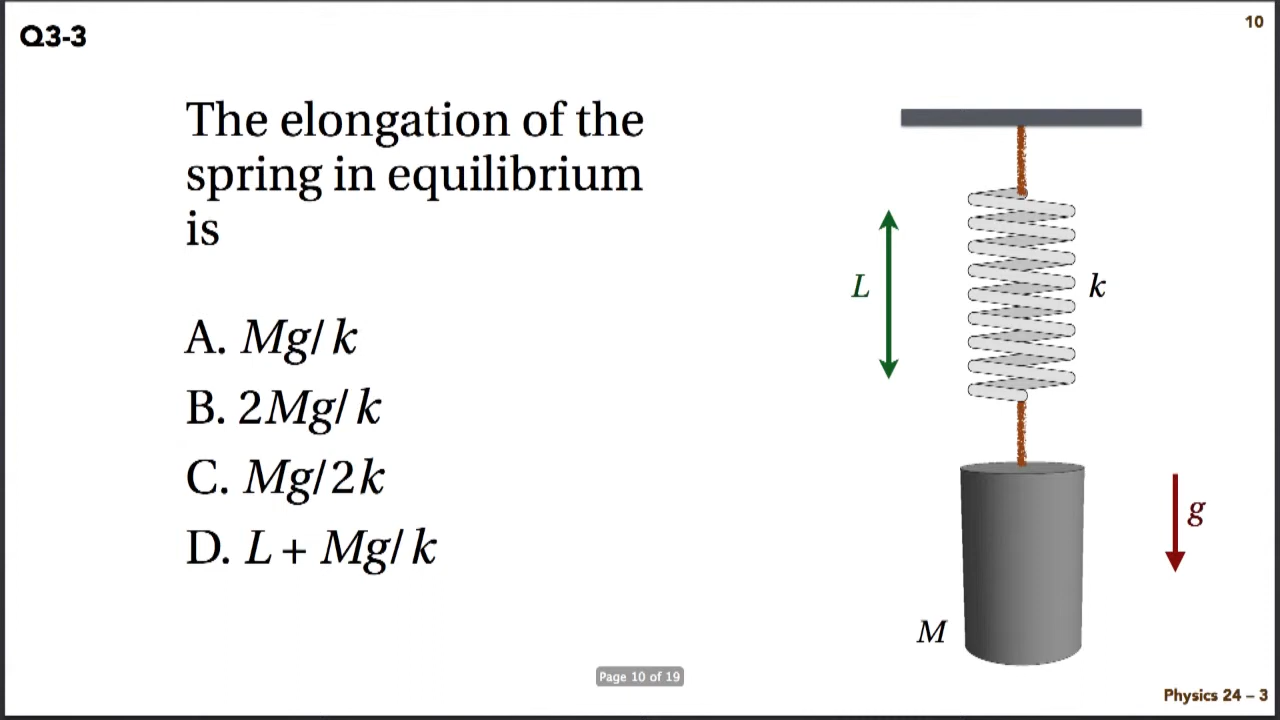 Q3-3
10
The elongation of the
spring in equilibrium
is
A. Mg/k
B. 2Mg/k
C. Mg/2k
D. L + Mg/k
L
k
g
M
Page 10 of 19
Physics 24 – 3